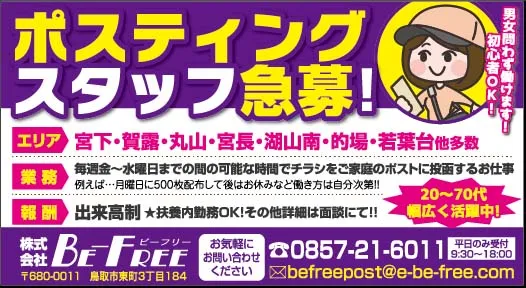 ポスティング
スタッフ急募!
男女問わず働けます!
初心者OK!
エリア 宮下・賀露・丸山・宮長・湖山南・的場・若葉台他多数
業務 毎週金〜水曜日までの間の可能な時間でチラシをご家庭のポストに投函するお仕事
例えば…月曜日に500枚配布して後はお休みなど働き方は自分次第!!
報酬 出来高制 ★扶養内勤務OK!その他詳細は面談にて!!
20〜70代
幅広く活躍中!
株式会社 BE-FREE ビーフリー
〒680-0011 鳥取市東町3丁目184
お気軽に
お問い合わせ
ください
☎0857-21-6011 平日のみ受付
9:30〜18:00
✉befreepost@e-be-free.com